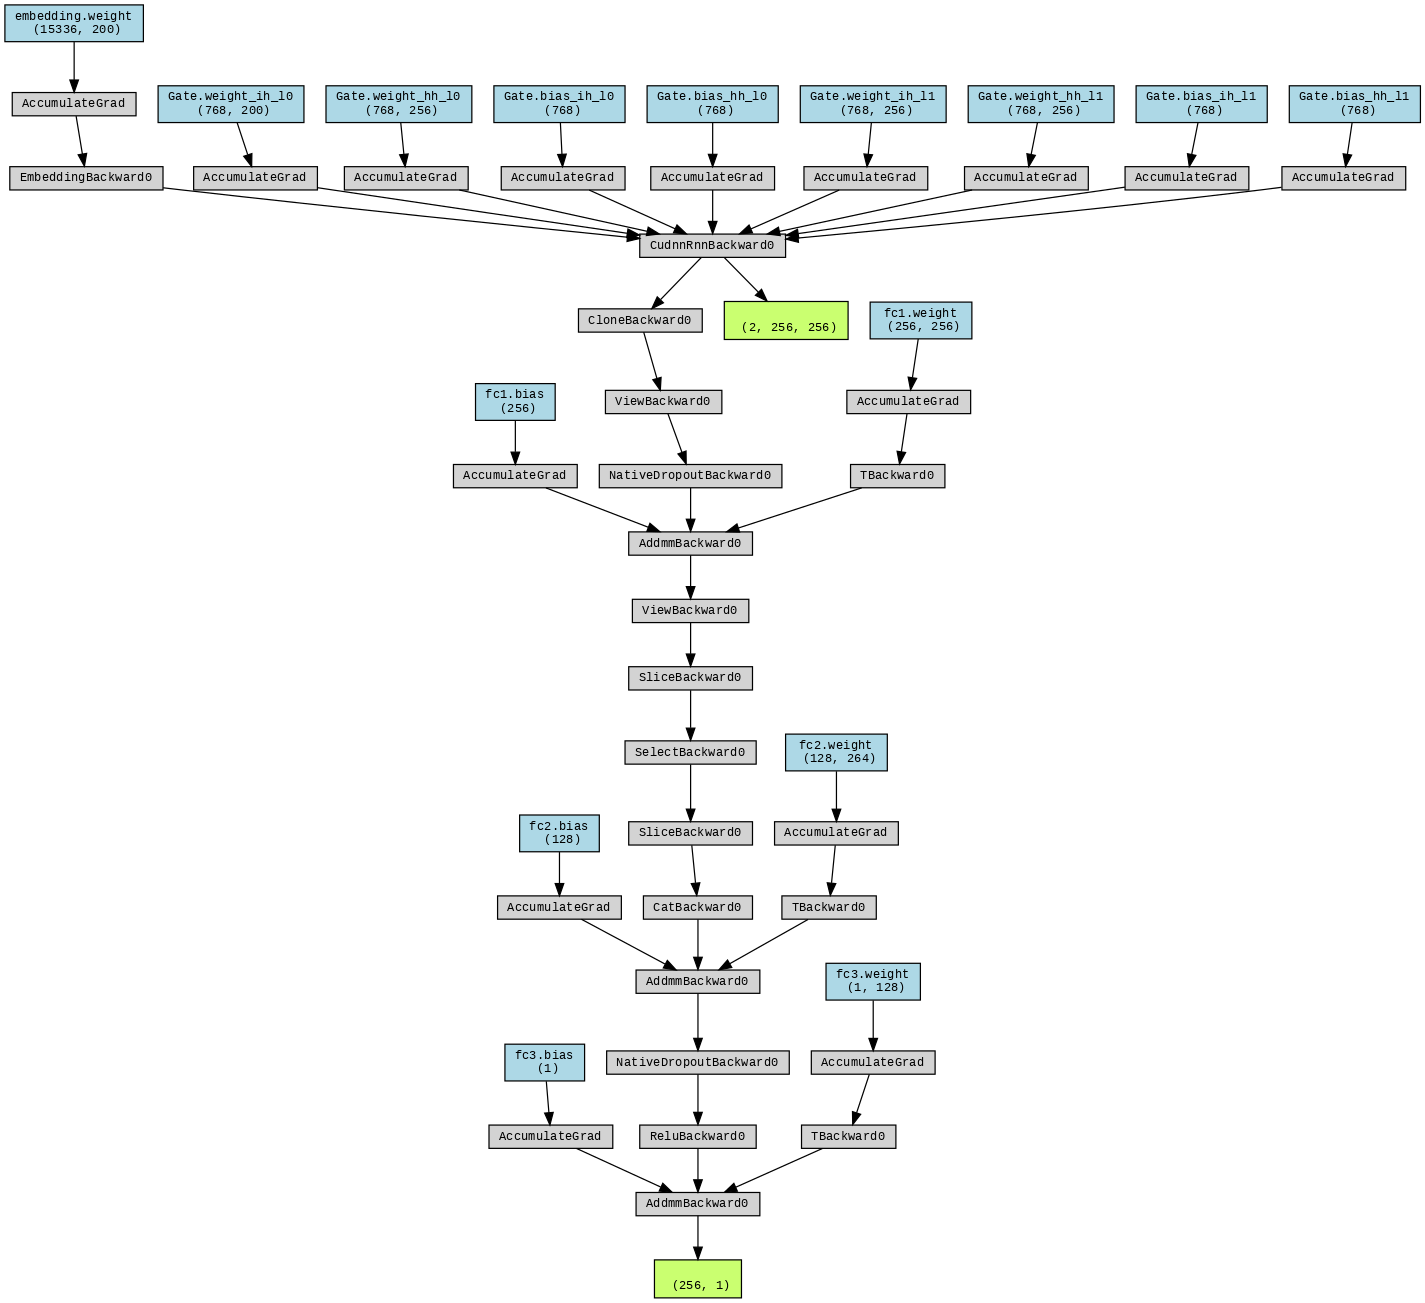 embedding.weight
(15336, 200)
AccumulateGrad
Gate.weight_ih_l0
(768, 200)
Gate.weight_hh_l0
(768, 256)
Gate.bias_ih_l0
(768)
Gate.bias_hh_l0
(768)
Gate.weight_ih_l1
(768, 256)
Gate.weight_hh_l1
(768, 256)
Gate.bias_ih_l1
(768)
Gate.bias_hh_l1
(768)
EmbeddingBackward0
AccumulateGrad
AccumulateGrad
AccumulateGrad
AccumulateGrad
AccumulateGrad
AccumulateGrad
AccumulateGrad
AccumulateGrad
CudnnRnnBackward0
CloneBackward0
(2, 256, 256)
fc1.weight
(256, 256)
fc1.bias
(256)
ViewBackward0
AccumulateGrad
AccumulateGrad
NativeDropoutBackward0
TBackward0
AddmmBackward0
ViewBackward0
SliceBackward0
SelectBackward0
fc2.weight
(128, 264)
fc2.bias
(128)
SliceBackward0
AccumulateGrad
AccumulateGrad
CatBackward0
TBackward0
AddmmBackward0
fc3.weight
(1, 128)
fc3.bias
(1)
NativeDropoutBackward0
AccumulateGrad
AccumulateGrad
ReluBackward0
TBackward0
AddmmBackward0
(256, 1)